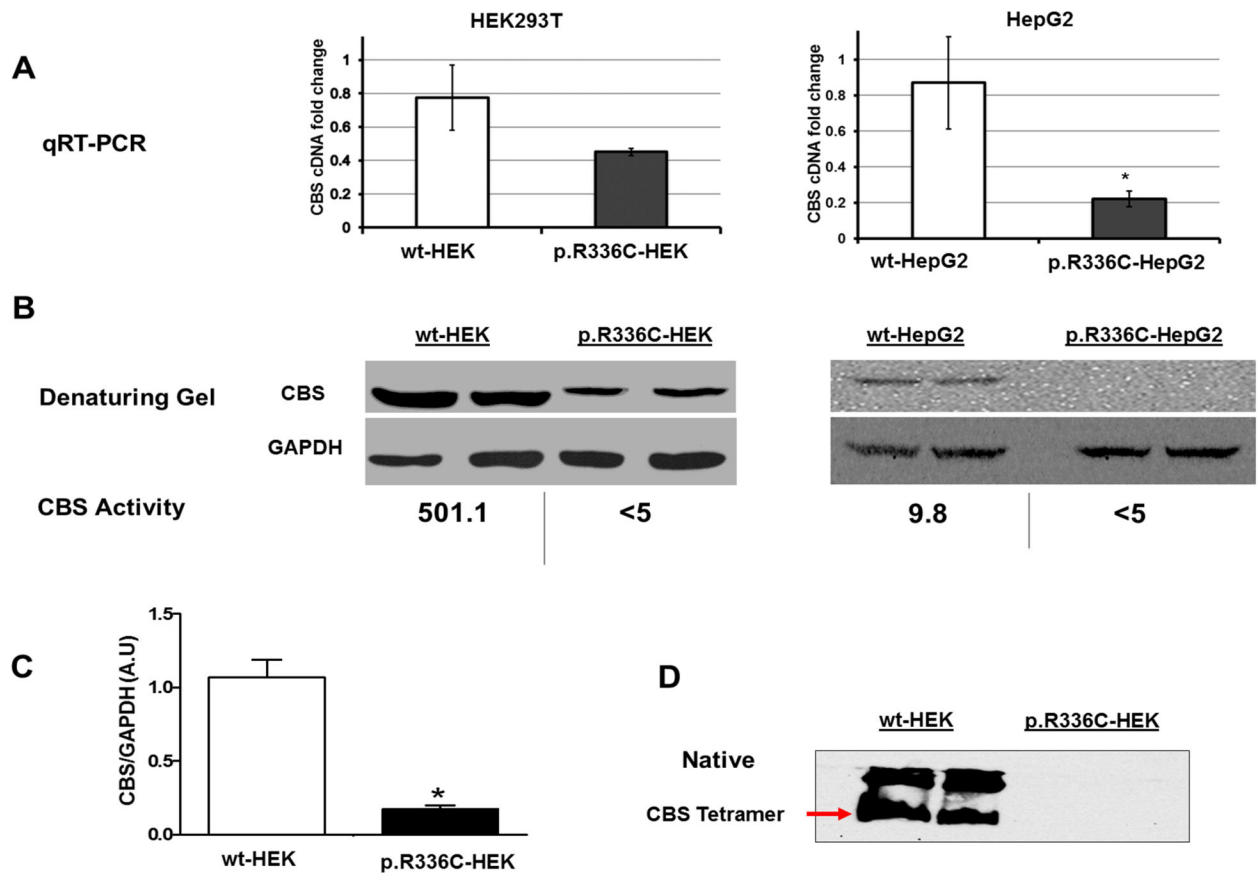 HEK293T
HepG2
A
qRT-PCR
CBS cDNA fold change
1
0.8
0.6
0.4
0.2
0
wt-HEK
p.R336C-HEK
CBS cDNA fold change
1
0.8
0.6
0.4
0.2
0
*
wt-HepG2
p.R336C-HepG2
B
wt-HEK
p.R336C-HEK
wt-HepG2
p.R336C-HepG2
Denaturing Gel
CBS
GAPDH
CBS Activity
501.1
<5
9.8
<5
C
CBS/GAPDH (A.U)
1.5
1.0
0.5
0.0
*
wt-HEK
p.R336C-HEK
D
wt-HEK
p.R336C-HEK
Native
CBS Tetramer